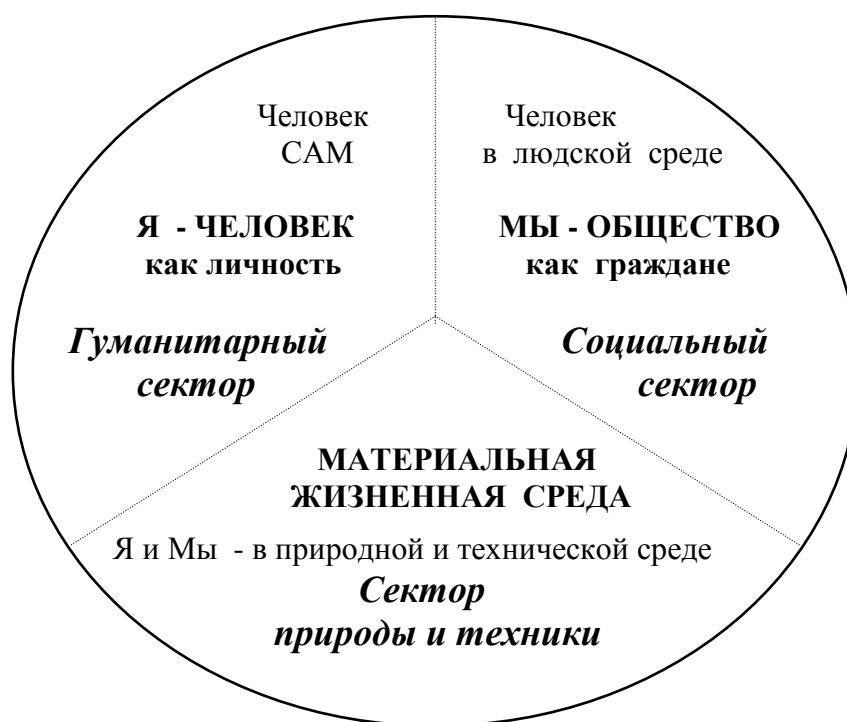 Человек
САМ
Я - ЧЕЛОВЕК
как личность
Гуманитарный
сектор
Человек
в людской среде
МЫ - ОБЩЕСТВО
как граждане
Социальный
сектор
МАТЕРИАЛЬНАЯ
ЖИЗНЕННАЯ СРЕДА
Я и Мы - в природной и технической среде
Сектор
природы и техники